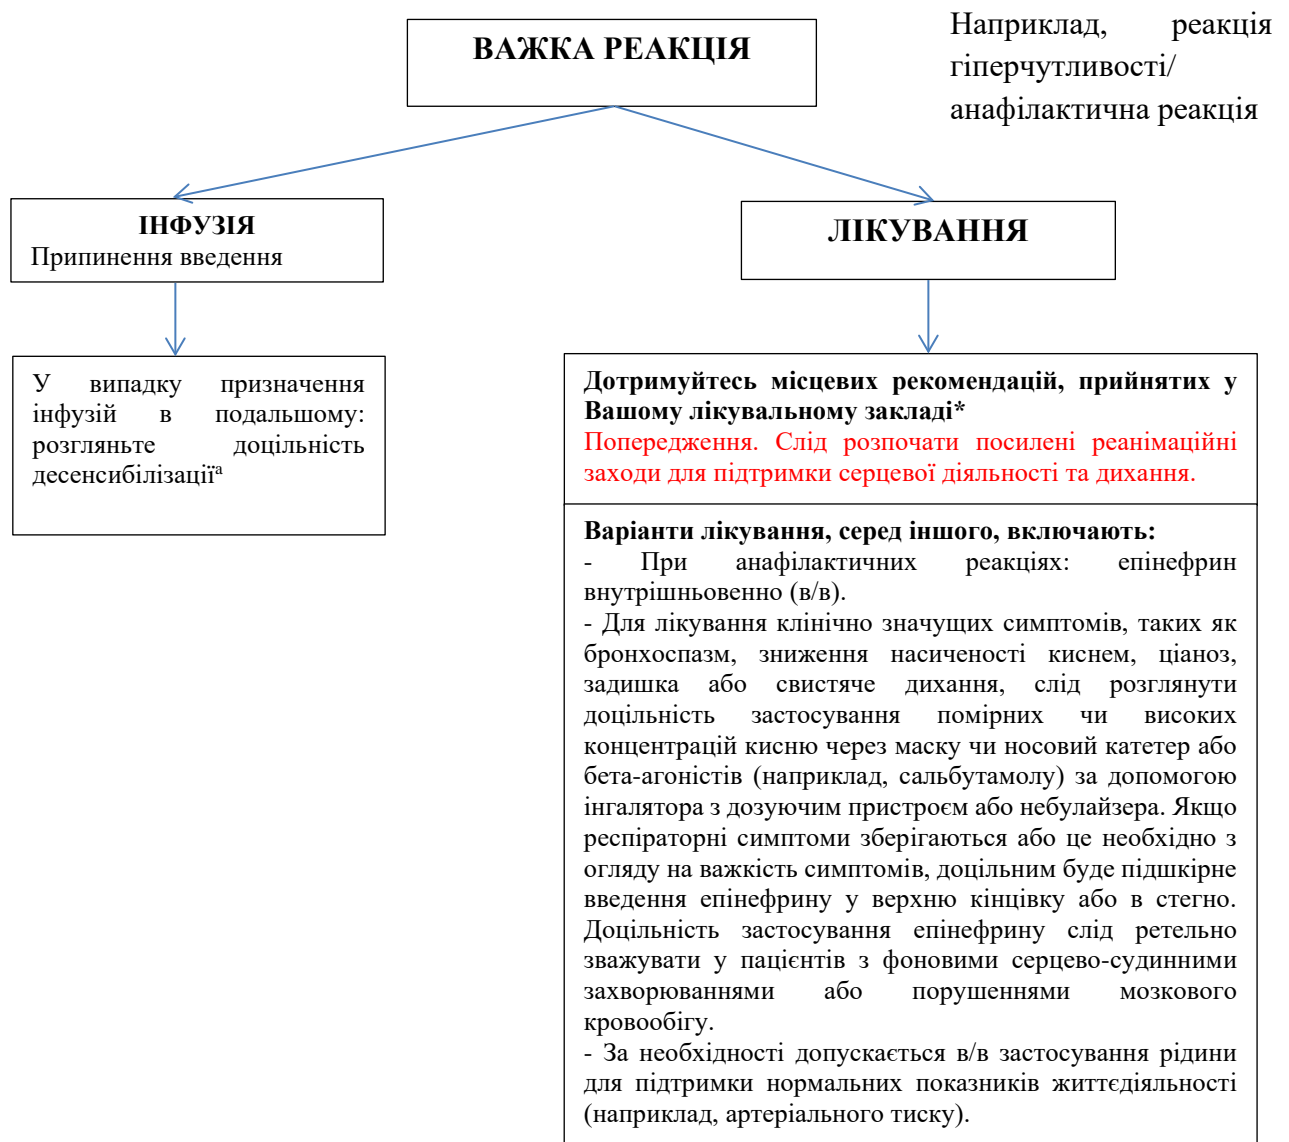 ВАЖКА РЕАКЦІЯ
Наприклад, реакція
гіперчутливості/
анафілактична реакція
ІНФУЗІЯ
Припинення введення
ЛІКУВАННЯ
У випадку призначення
інфузій в подальшому:
розгляньте доцільність
десенсибілізаціїª
Дотримуйтесь місцевих рекомендацій, прийнятих у
Вашому лікувальному закладі*
Попередження. Слід розпочати посилені реанімаційні
заходи для підтримки серцевої діяльності та дихання.
Варіанти лікування, серед іншого, включають:
- При анафілактичних реакціях: епінефрин
внутрішньовенно (в/в).
- Для лікування клінічно значущих симптомів, таких як
бронхоспазм, зниження насиченості киснем, ціаноз,
задишка або свистяче дихання, слід розглянути
доцільність застосування помірних чи високих
концентрацій кисню через маску чи носовий катетер або
бета-агоністів (наприклад, сальбутамолу) за допомогою
інгалятора з дозуючим пристроєм або небулайзера. Якщо
респіраторні симптоми зберігаються або це необхідно з
огляду на важкість симптомів, доцільним буде підшкірне
введення епінефрину у верхню кінцівку або в стегно.
Доцільність застосування епінефрину слід ретельно
зважувати у пацієнтів з фоновими серцево-судинними
захворюваннями або порушеннями мозкового
кровообігу.
- За необхідності допускається в/в застосування рідини
для підтримки нормальних показників життєдіяльності
(наприклад, артеріального тиску).